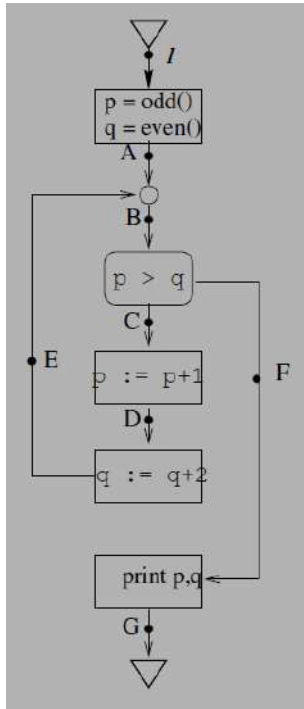 I
p = odd()
q = even()
A
B
p > q
C
E
F
p := p+1
D
q := q+2
print p,q
G